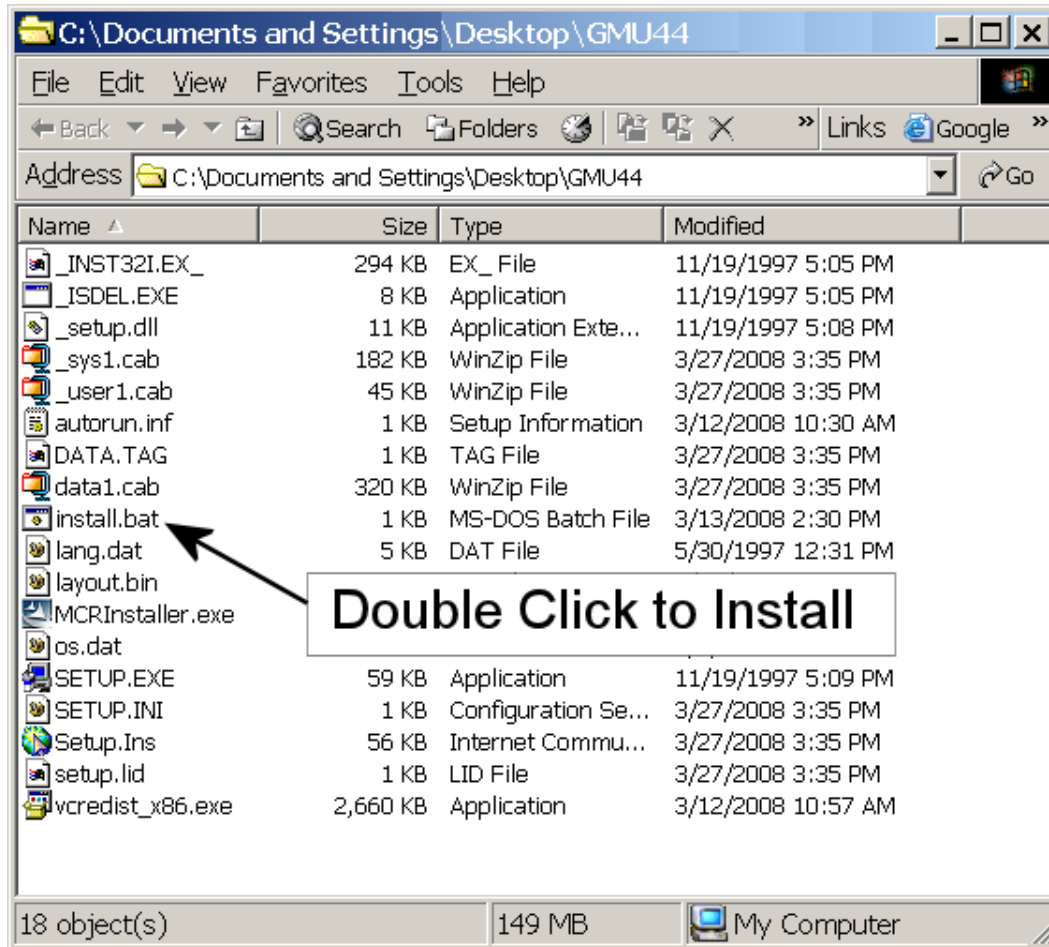 C:\Documents and Settings\Desktop\GMU44
File Edit View Favorites Tools Help
Back Search Folders » Links Google »
Address C:\Documents and Settings\Desktop\GMU44 Go
Name Size Type Modified
_INST32I.EX_ 294 KB EX_ File 11/19/1997 5:05 PM
_ISDEL.EXE 8 KB Application 11/19/1997 5:05 PM
_setup.dll 11 KB Application Exte... 11/19/1997 5:08 PM
_sys1.cab 182 KB WinZip File 3/27/2008 3:35 PM
_user1.cab 45 KB WinZip File 3/27/2008 3:35 PM
autorun.inf 1 KB Setup Information 3/12/2008 10:30 AM
DATA.TAG 1 KB TAG File 3/27/2008 3:35 PM
data1.cab 320 KB WinZip File 3/27/2008 3:35 PM
install.bat 1 KB MS-DOS Batch File 3/13/2008 2:30 PM
lang.dat 5 KB DAT File 5/30/1997 12:31 PM
layout.bin
Double Click to Install
MCRInstaller.exe
os.dat
SETUP.EXE 59 KB Application 11/19/1997 5:09 PM
SETUP.INI 1 KB Configuration Se... 3/27/2008 3:35 PM
Setup.Ins 56 KB Internet Commu... 3/27/2008 3:35 PM
setup.lid 1 KB LID File 3/27/2008 3:35 PM
vcredist_x86.exe 2,660 KB Application 3/12/2008 10:57 AM
18 object(s) 149 MB My Computer